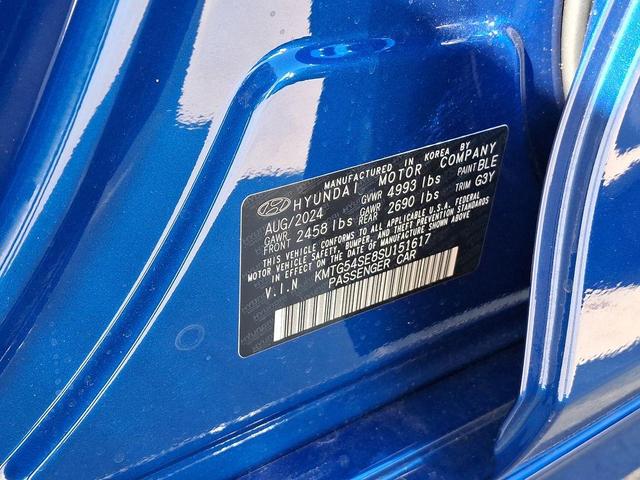 MANUFACTURED IN KOREA BY
HYUNDAI MOTOR COMPANY
AUG/2024 GVWR 4993 lbs PAINT BLE
GAWR FRONT 2458 lbs GAWR REAR 2690 lbs TRIM G3Y
THIS VEHICLE CONFORMS TO ALL APPLICABLE U.S.A. FEDERAL
MOTOR VEHICLE SAFETY, BUMPER, AND THEFT PREVENTION STANDARDS
IN EFFECT ON THE DATE OF MANUFACTURE SHOWN ABOVE
V.I.N KMTG54SE8SU151617
PASSENGER CAR